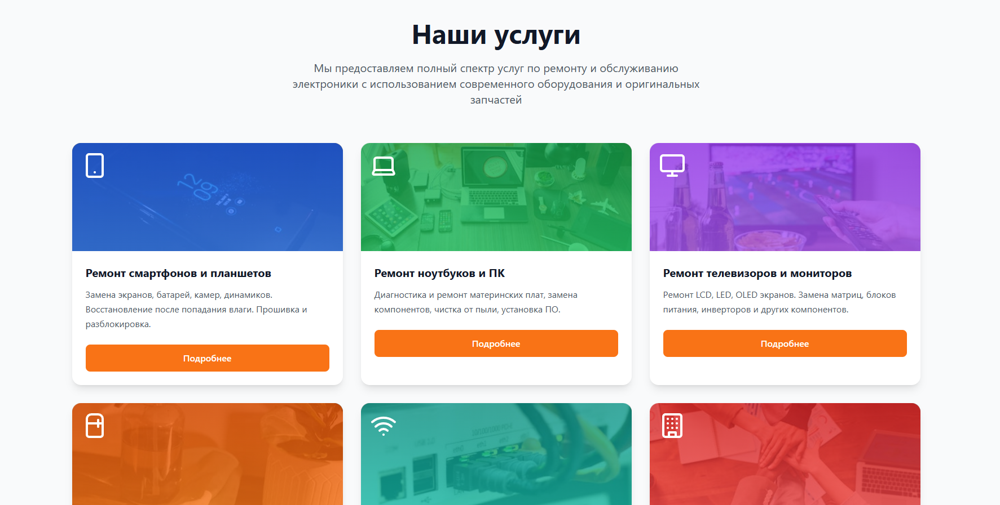 Наши услуги
Мы предоставляем полный спектр услуг по ремонту и обслуживанию
электроники с использованием современного оборудования и оригинальных
запчастей
12
09
Ремонт смартфонов и планшетов
Замена экранов, батарей, камер, динамиков.
Восстановление после попадания влаги. Прошивка и
разблокировка.
Подробнее
Ремонт ноутбуков и ПК
Диагностика и ремонт материнских плат, замена
компонентов, чистка от пыли, установка ПО.
Подробнее
Ремонт телевизоров и мониторов
Ремонт LCD, LED, OLED экранов. Замена матриц, блоков
питания, инверторов и других компонентов.
Подробнее